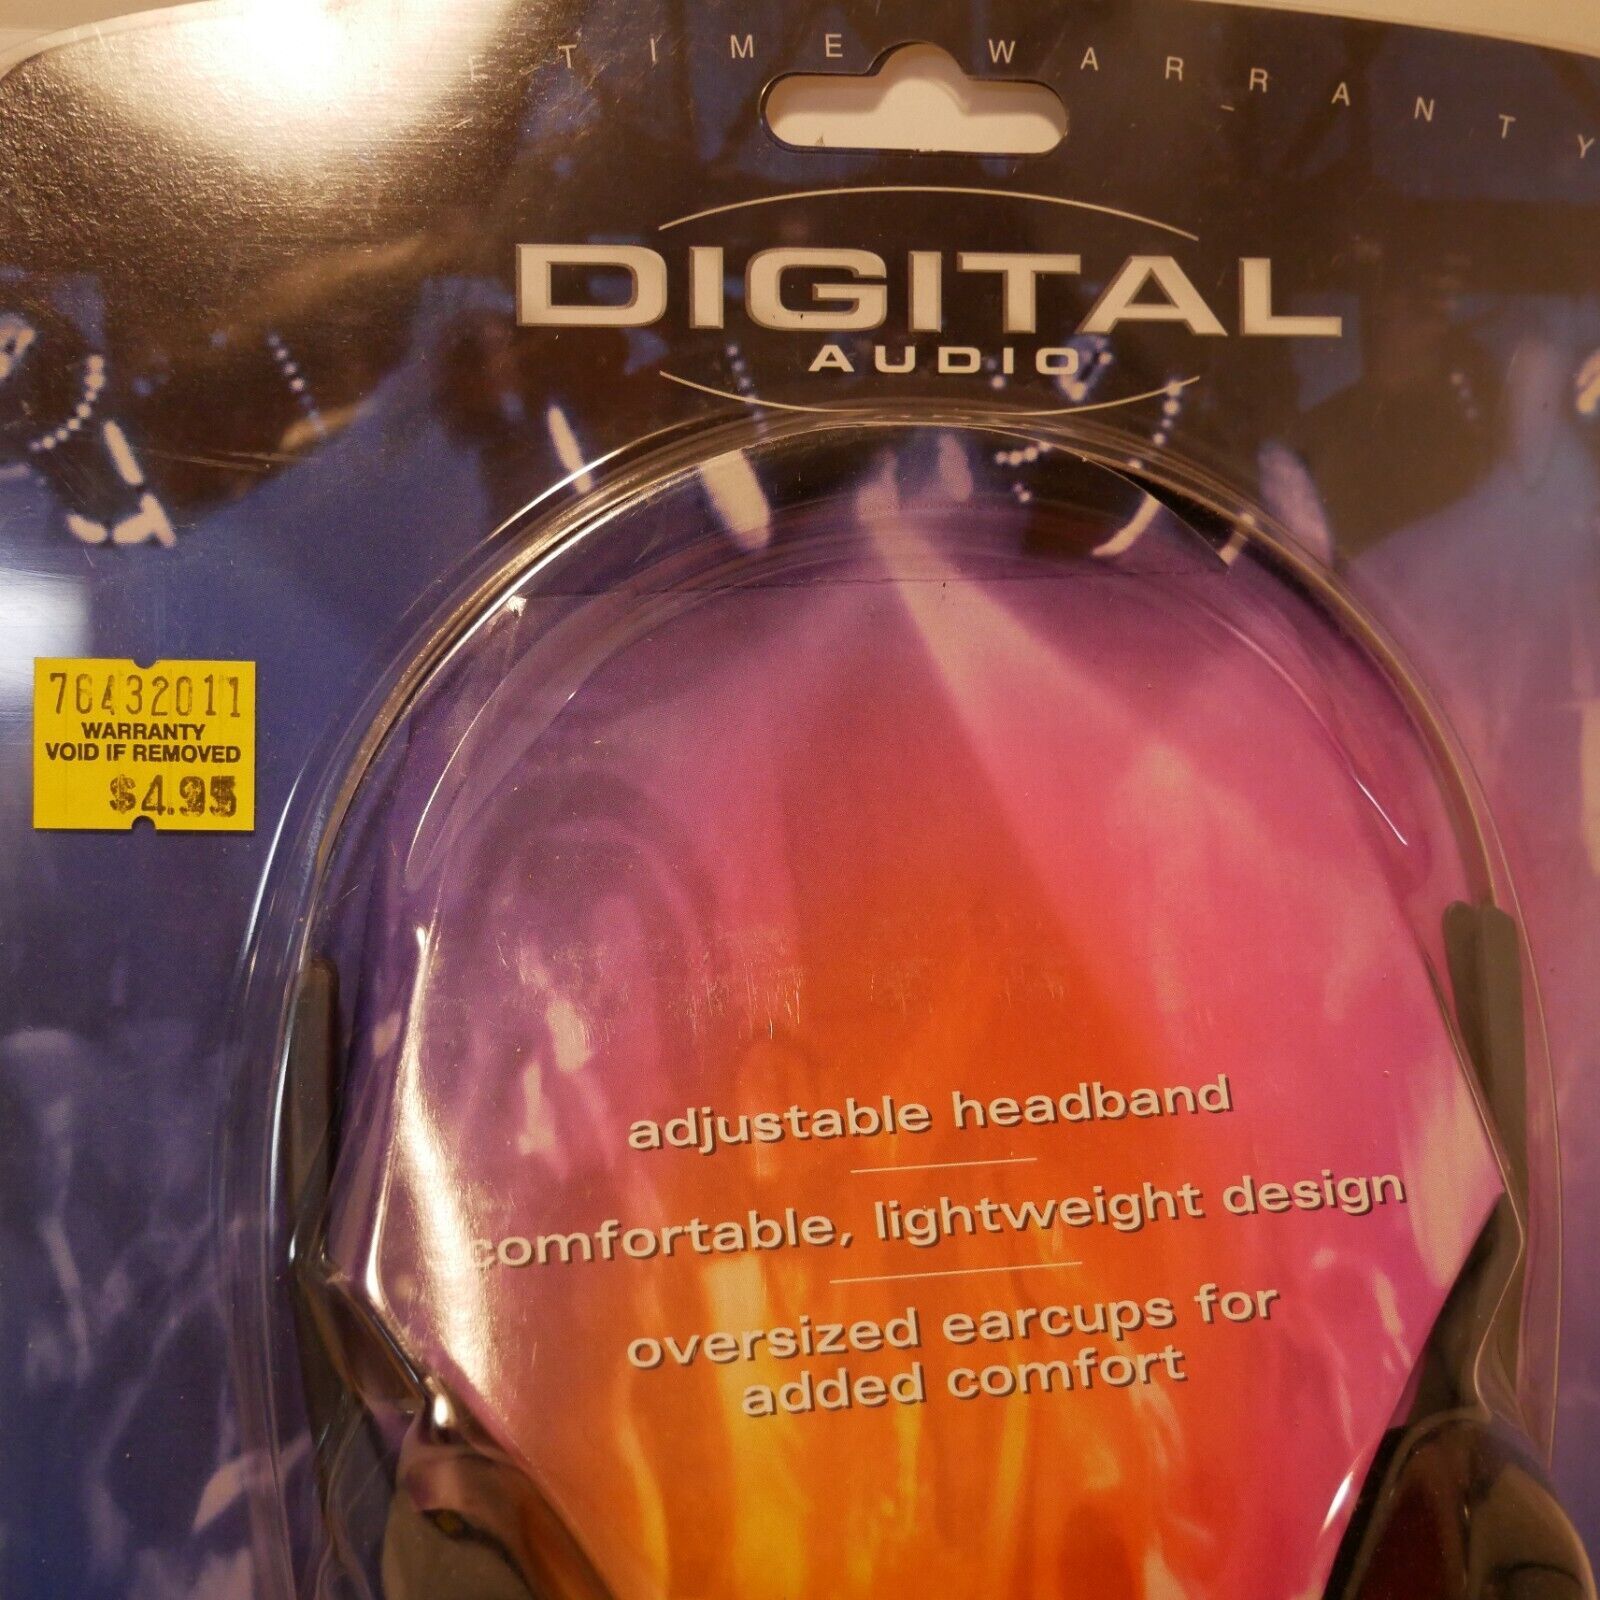 TIME WARRANTY
DIGITAL
AUDIO
76432011
WARRANTY
VOID IF REMOVED
$4.95
adjustable headband
comfortable, lightweight design
oversized earcups for
added comfort